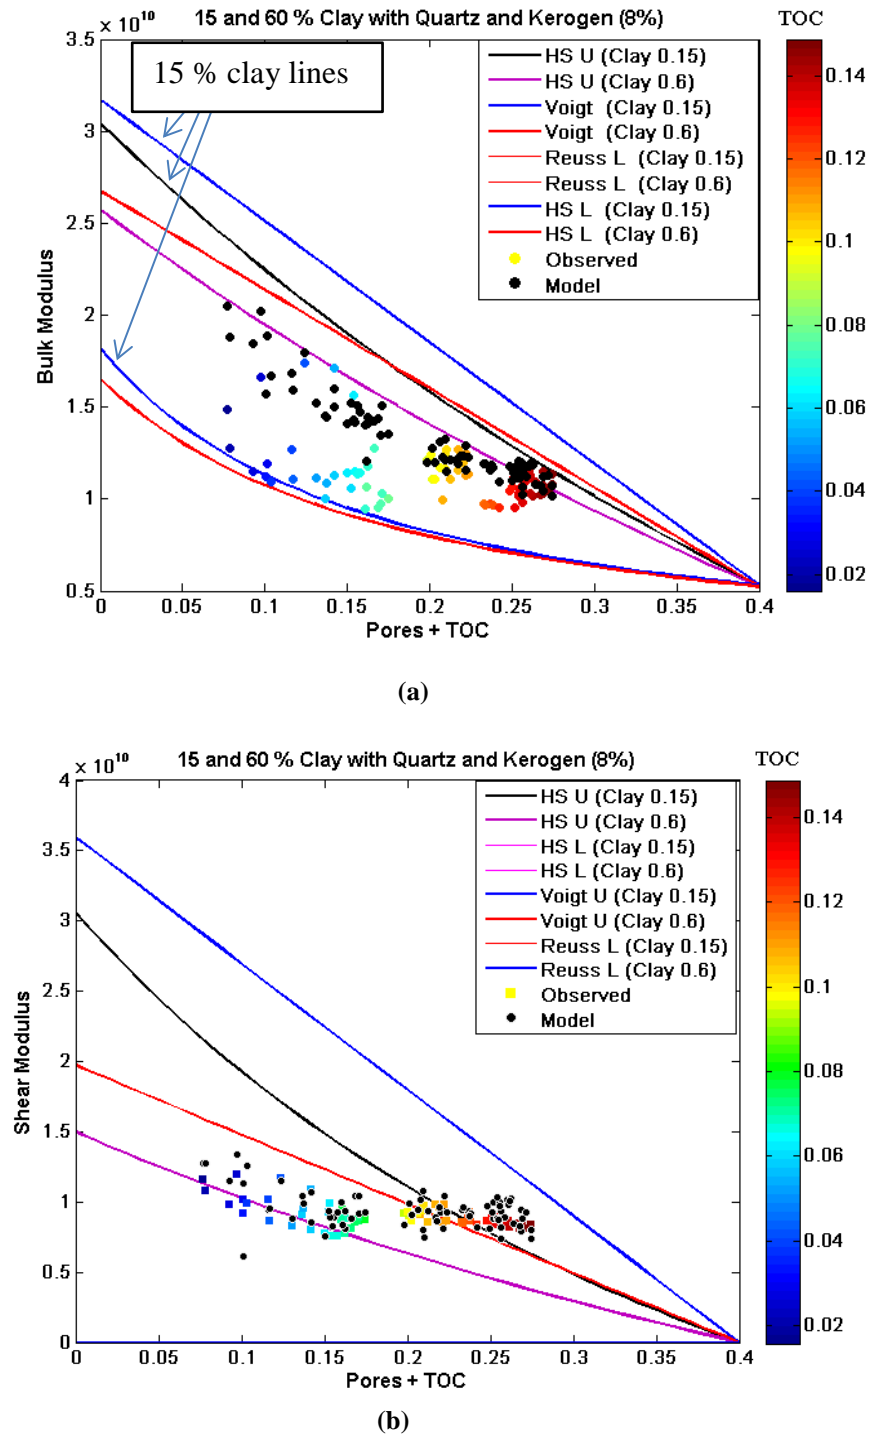 15 and 60 % Clay with Quartz and Kerogen (8%)
TOC
× 10¹⁰
3.5
3
2.5
2
1.5
1
0.5
Bulk Modulus
15 % clay lines
HS U (Clay 0.15)
HS U (Clay 0.6)
Voigt (Clay 0.15)
Voigt (Clay 0.6)
Reuss L (Clay 0.15)
Reuss L (Clay 0.6)
HS L (Clay 0.15)
HS L (Clay 0.6)
Observed
Model
0 0.05 0.1 0.15 0.2 0.25 0.3 0.35 0.4
Pores + TOC
0.14
0.12
0.1
0.08
0.06
0.04
0.02
(a)
15 and 60 % Clay with Quartz and Kerogen (8%)
TOC
× 10¹⁰
4
3.5
3
2.5
2
1.5
1
0.5
0
Shear Modulus
HS U (Clay 0.15)
HS U (Clay 0.6)
HS L (Clay 0.15)
HS L (Clay 0.6)
Voigt U (Clay 0.15)
Voigt U (Clay 0.6)
Reuss L (Clay 0.15)
Reuss L (Clay 0.6)
Observed
Model
0 0.05 0.1 0.15 0.2 0.25 0.3 0.35 0.4
Pores + TOC
0.14
0.12
0.1
0.08
0.06
0.04
0.02
(b)